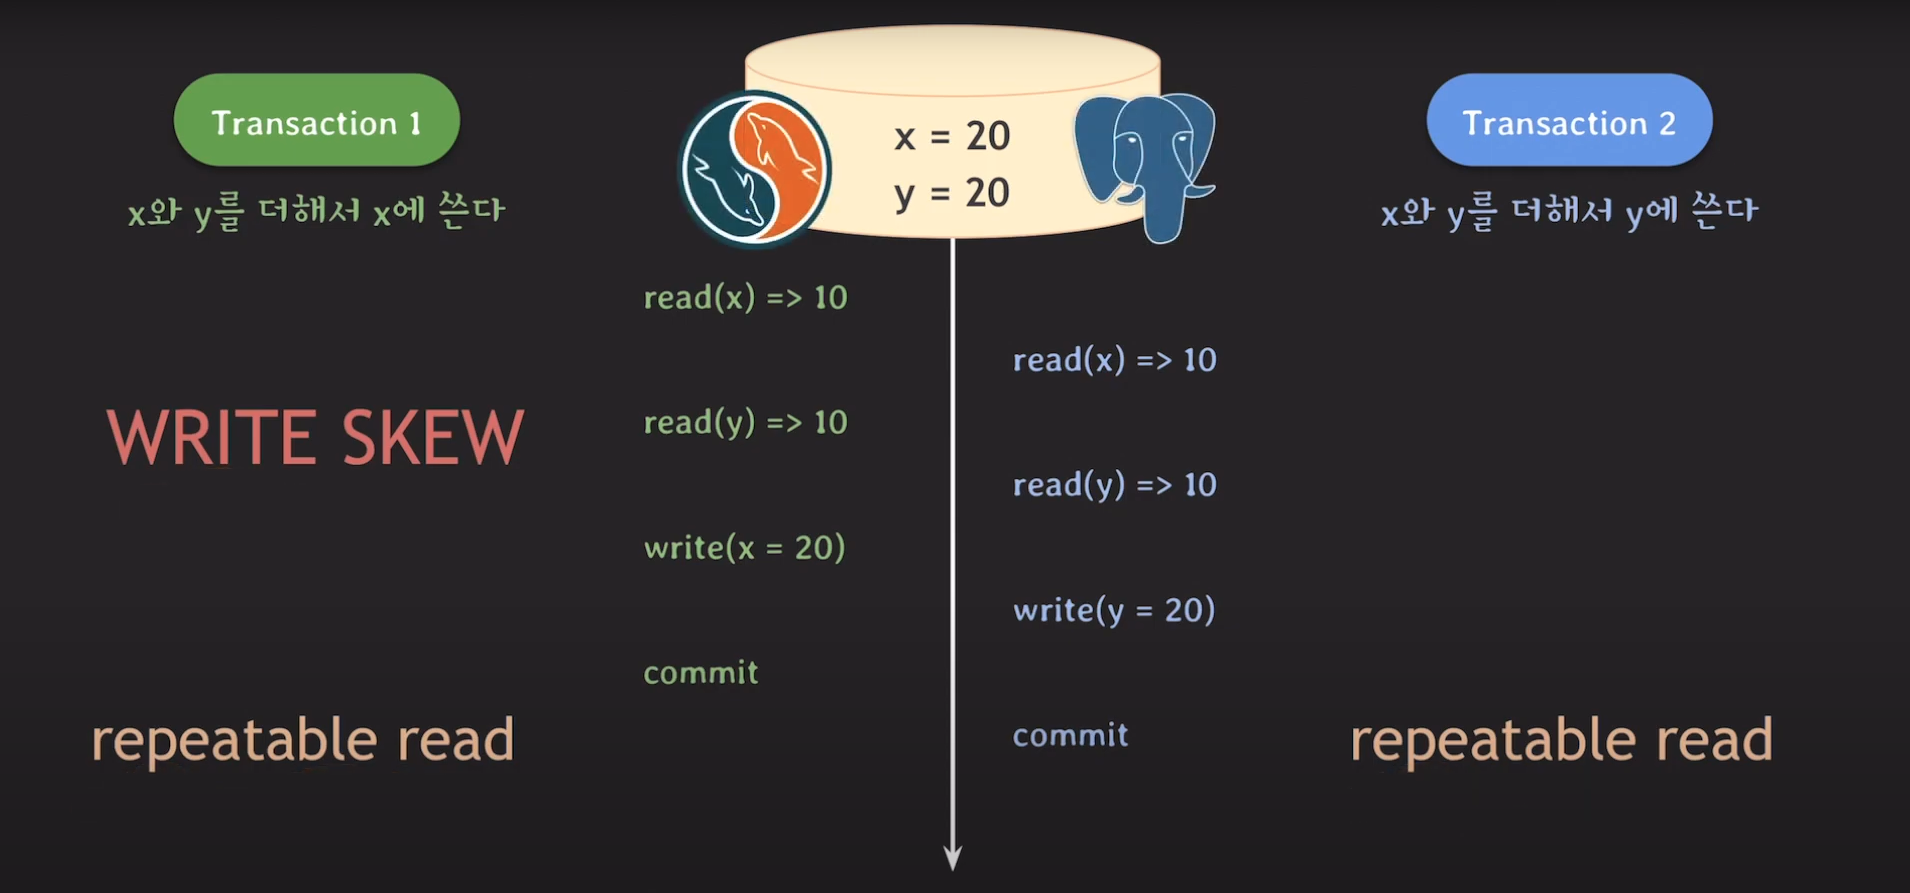 Transaction 1
x와 y를 더해서 x에 쓴다
x = 20
y = 20
Transaction 2
x와 y를 더해서 y에 쓴다
read(x) => 10
read(x) => 10
WRITE SKEW
read(y) => 10
read(y) => 10
write(x = 20)
write(y = 20)
commit
commit
repeatable read
repeatable read